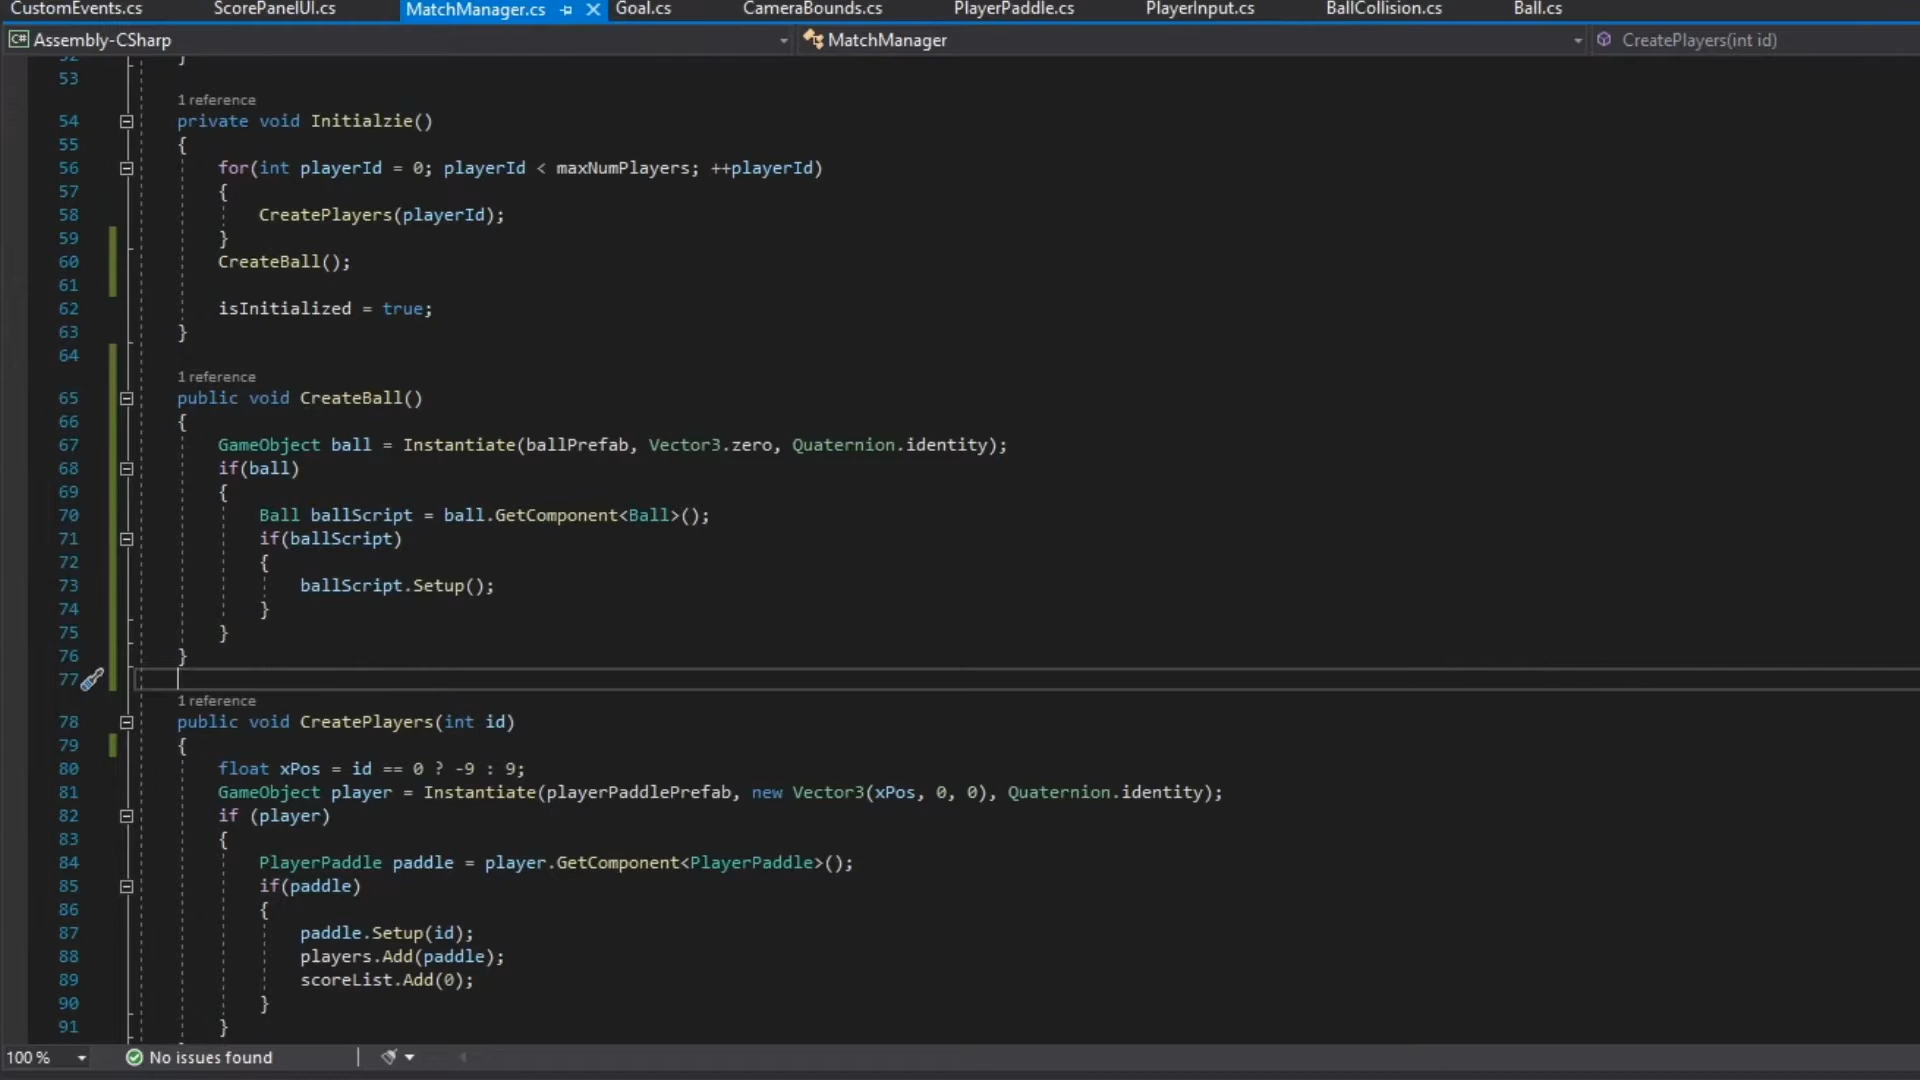 CustomEvents.cs ScorePanelUI.cs MatchManager.cs Goal.cs CameraBounds.cs PlayerPaddle.cs PlayerInput.cs BallCollision.cs Ball.cs
C# Assembly-CSharp MatchManager CreatePlayers(int id)
52 }
53
1 reference
54 private void Initialzie()
55 {
56 for(int playerId = 0; playerId < maxNumPlayers; ++playerId)
57 {
58 CreatePlayers(playerId);
59 }
60 CreateBall();
61
62 isInitialized = true;
63 }
64
1 reference
65 public void CreateBall()
66 {
67 GameObject ball = Instantiate(ballPrefab, Vector3.zero, Quaternion.identity);
68 if(ball)
69 {
70 Ball ballScript = ball.GetComponent<Ball>();
71 if(ballScript)
72 {
73 ballScript.Setup();
74 }
75 }
76 }
77
1 reference
78 public void CreatePlayers(int id)
79 {
80 float xPos = id == 0 ? -9 : 9;
81 GameObject player = Instantiate(playerPaddlePrefab, new Vector3(xPos, 0, 0), Quaternion.identity);
82 if (player)
83 {
84 PlayerPaddle paddle = player.GetComponent<PlayerPaddle>();
85 if(paddle)
86 {
87 paddle.Setup(id);
88 players.Add(paddle);
89 scoreList.Add(0);
90 }
91 }
100 % No issues found